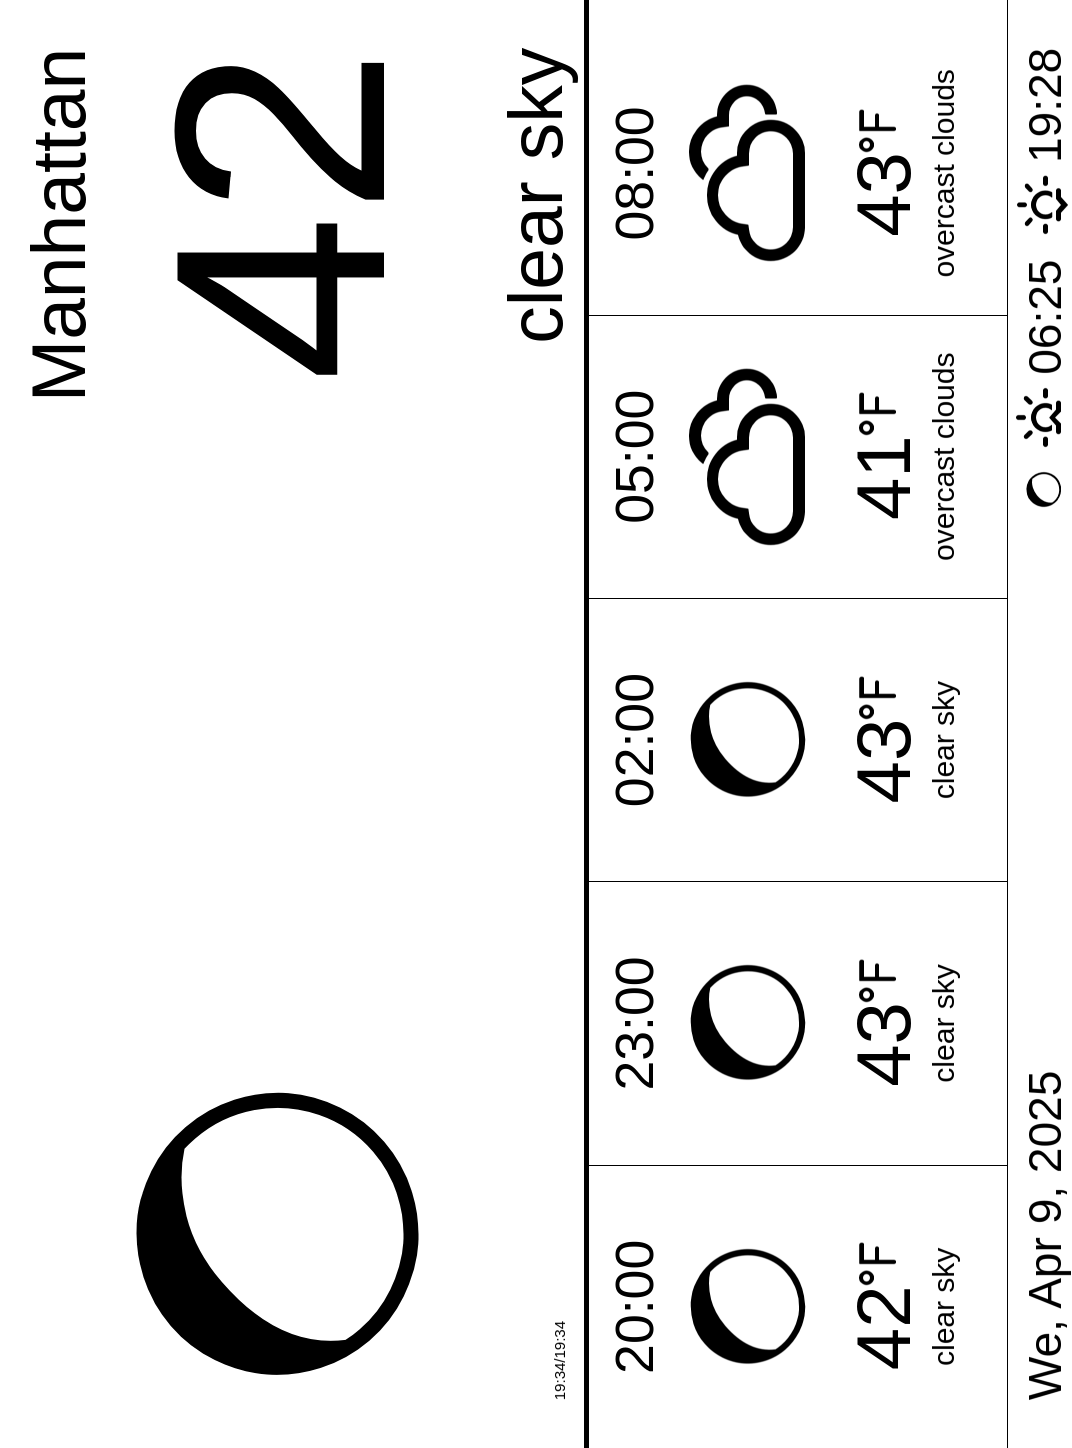 Manhattan
42
clear sky
19:34/19:34
20:00
23:00
02:00
05:00
08:00
42°F
43°F
43°F
41°F
43°F
clear sky
clear sky
clear sky
overcast clouds
overcast clouds
We, Apr 9, 2025
06:25
19:28